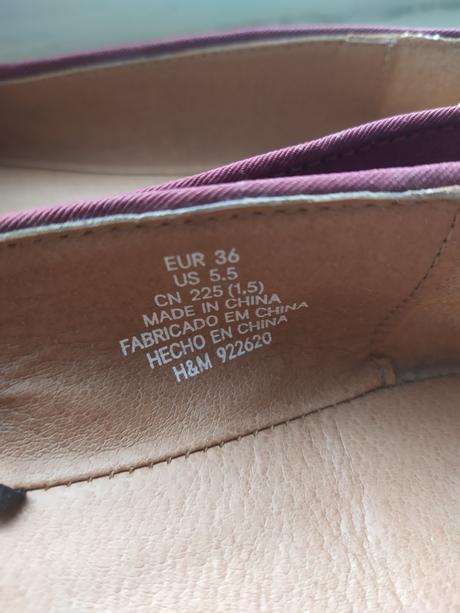 EUR 36
US 5.5
CN 225 (1,5)
MADE IN CHINA
FABRICADO EM CHINA
HECHO EN CHINA
H&M 922620